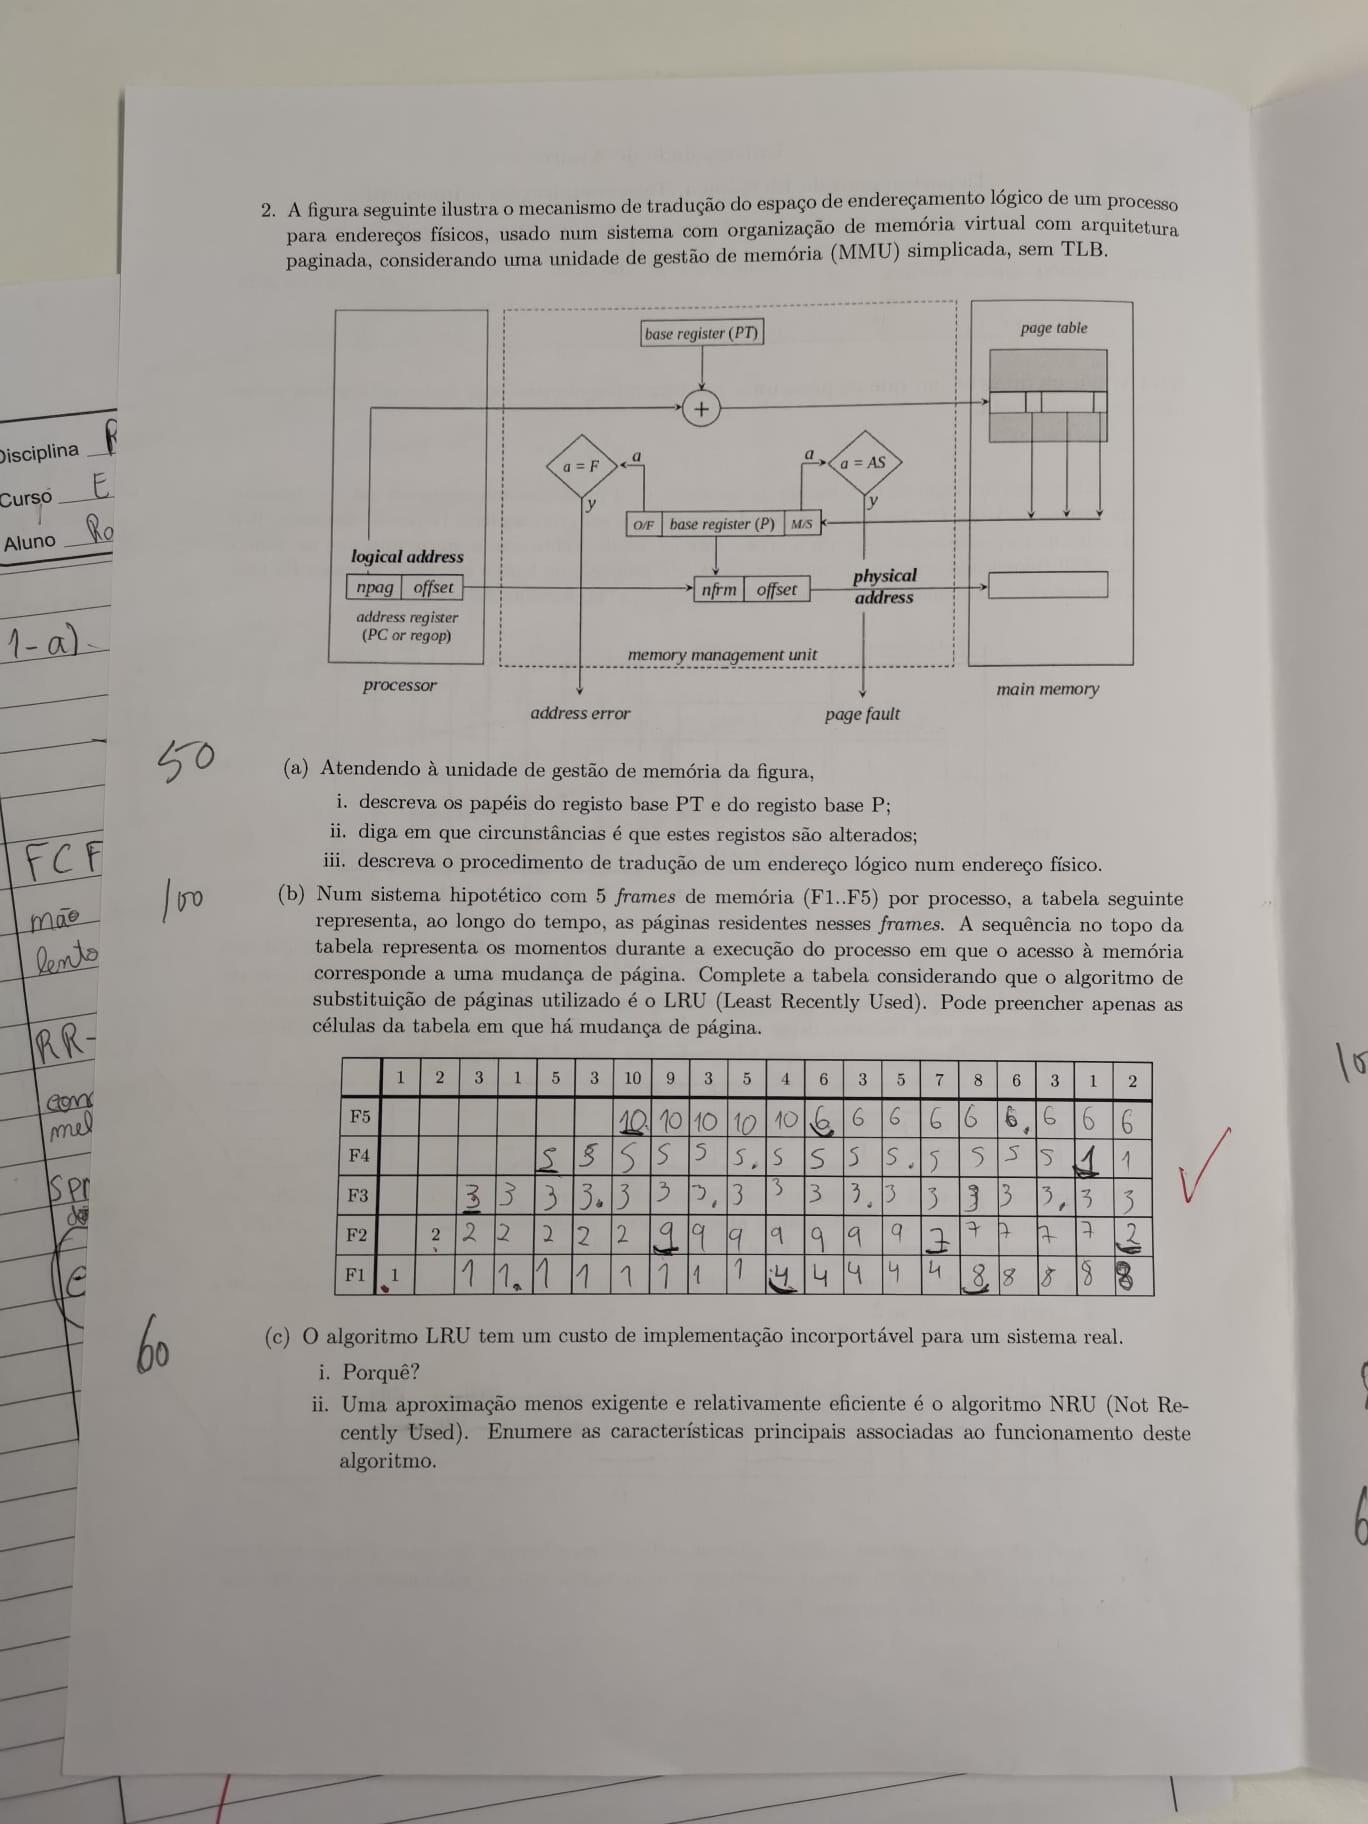 2. A figura seguinte ilustra o mecanismo de tradução do espaço de endereçamento lógico de um processo
para endereços físicos, usado num sistema com organização de memória virtual com arquitetura
paginada, considerando uma unidade de gestão de memória (MMU) simplicada, sem TLB.
base register (PT)
page table
+
a = F
a
a
a = AS
y
y
O/F base register (P) M/S
logical address
npag offset
nfrm offset
physical
address
address register
(PC or regop)
memory management unit
processor
main memory
address error
page fault
Disciplina R
Curso E
Aluno Ro
1-a)
FCF
mão
lento
RR-
conc
mel
SPr
50
(a) Atendendo à unidade de gestão de memória da figura,
i. descreva os papéis do registo base PT e do registo base P;
ii. diga em que circunstâncias é que estes registos são alterados;
iii. descreva o procedimento de tradução de um endereço lógico num endereço físico.
100
(b) Num sistema hipotético com 5 frames de memória (F1..F5) por processo, a tabela seguinte
representa, ao longo do tempo, as páginas residentes nesses frames. A sequência no topo da
tabela representa os momentos durante a execução do processo em que o acesso à memória
corresponde a uma mudança de página. Complete a tabela considerando que o algoritmo de
substituição de páginas utilizado é o LRU (Least Recently Used). Pode preencher apenas as
células da tabela em que há mudança de página.
1 2 3 1 5 3 10 9 3 5 4 6 3 5 7 8 6 3 1 2
F5 10 10 10 10 10 6 6 6 6 6 6 6 6 6
F4 5 5 5 5 5 5 5 5 5 5 5 5 5 5 1 1
F3 3 3 3 3 3 3 3 3 3 3 3 3 3 3 3 3 3 3
F2 2 2 2 2 2 2 9 9 9 9 9 9 9 7 7 7 7 7 2
F1 1 1 1 1 1 1 1 1 1 4 4 4 4 4 8 8 8 8 8
60
(c) O algoritmo LRU tem um custo de implementação incorportável para um sistema real.
i. Porquê?
ii. Uma aproximação menos exigente e relativamente eficiente é o algoritmo NRU (Not Re-
cently Used). Enumere as características principais associadas ao funcionamento deste
algoritmo.